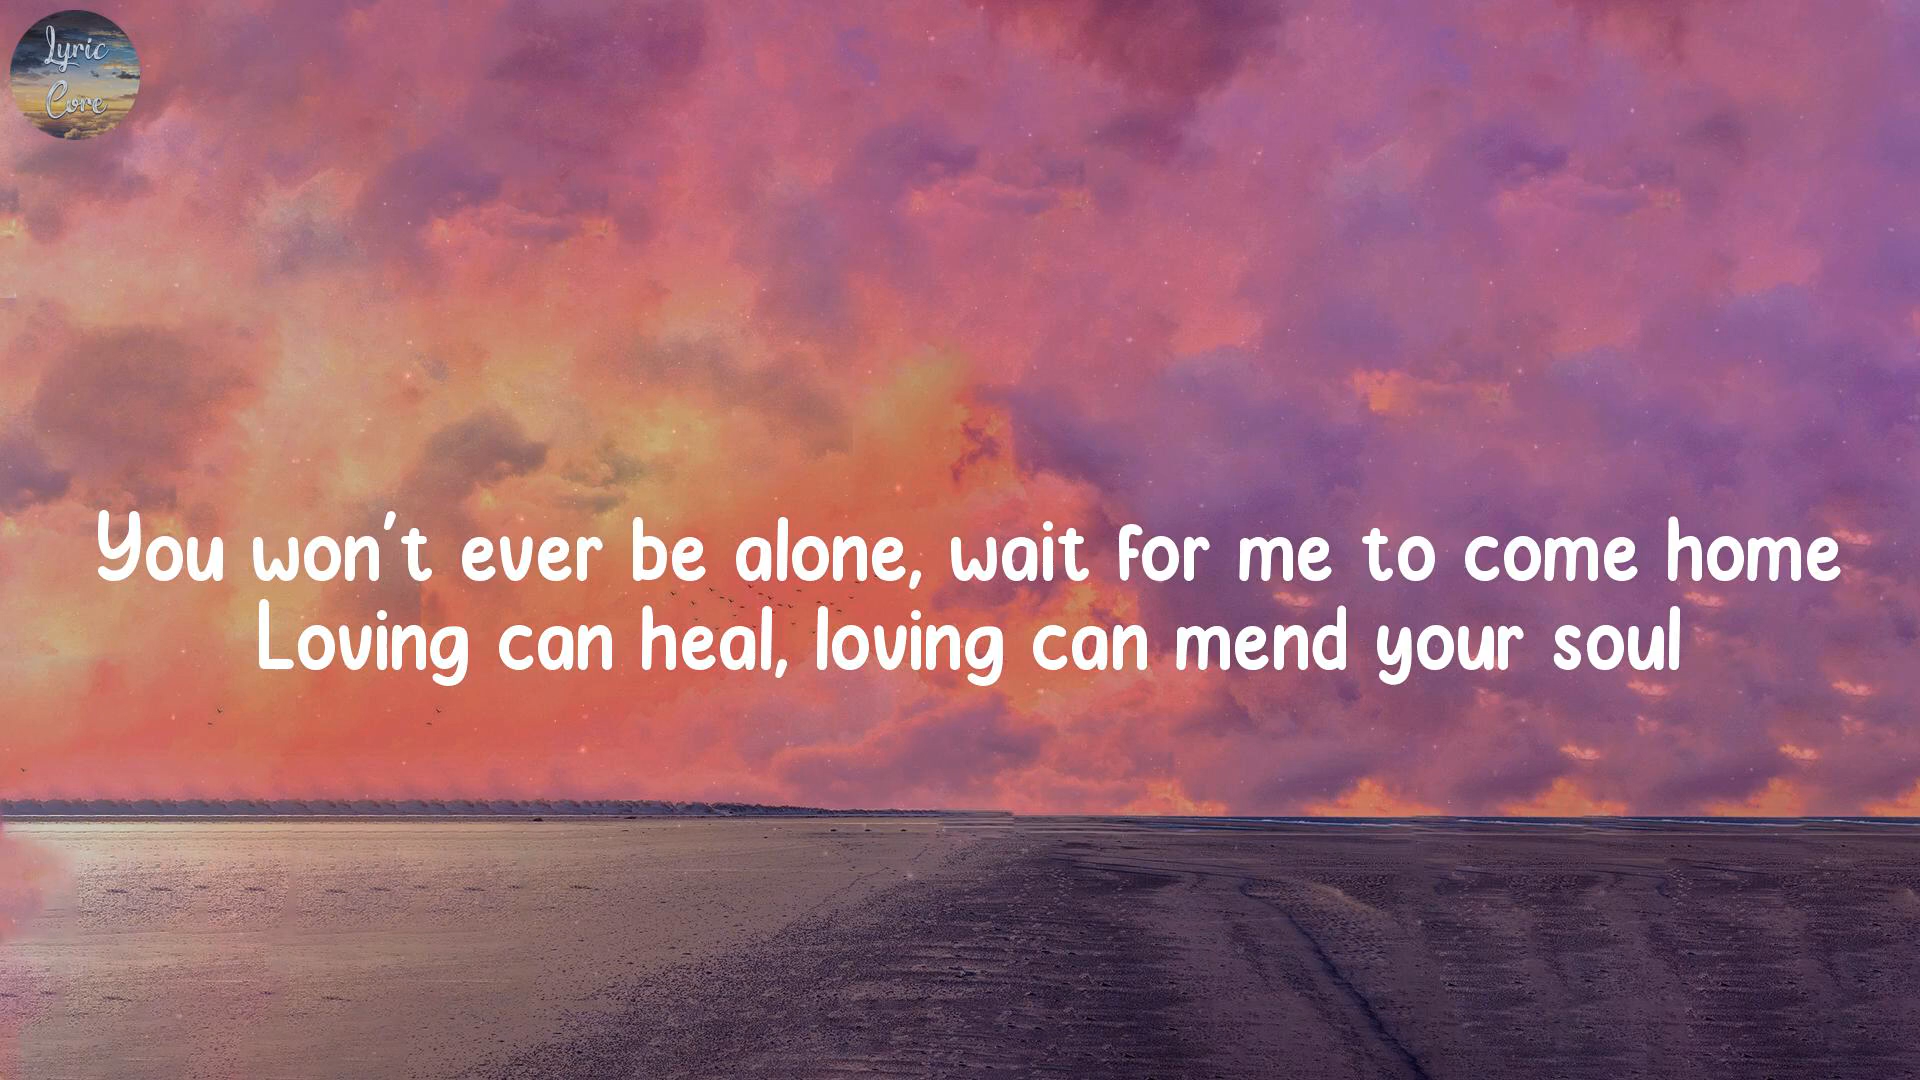 Lyric
Core
You won't ever be alone, wait for me to come home
Loving can heal, loving can mend your soul